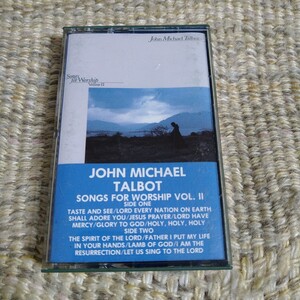 John Michael Talbot
Songs
for Worship
Volume II
JOHN MICHAEL
TALBOT
SONGS FOR WORSHIP VOL. II
SIDE ONE
TASTE AND SEE/LORD EVERY NATION ON EARTH
SHALL ADORE YOU/JESUS PRAYER/LORD HAVE
MERCY/GLORY TO GOD/HOLY, HOLY, HOLY
SIDE TWO
THE SPIRIT OF THE LORD/FATHER I PUT MY LIFE
IN YOUR HANDS/LAMB OF GOD/I AM THE
RESURRECTION/LET US SING TO THE LORD